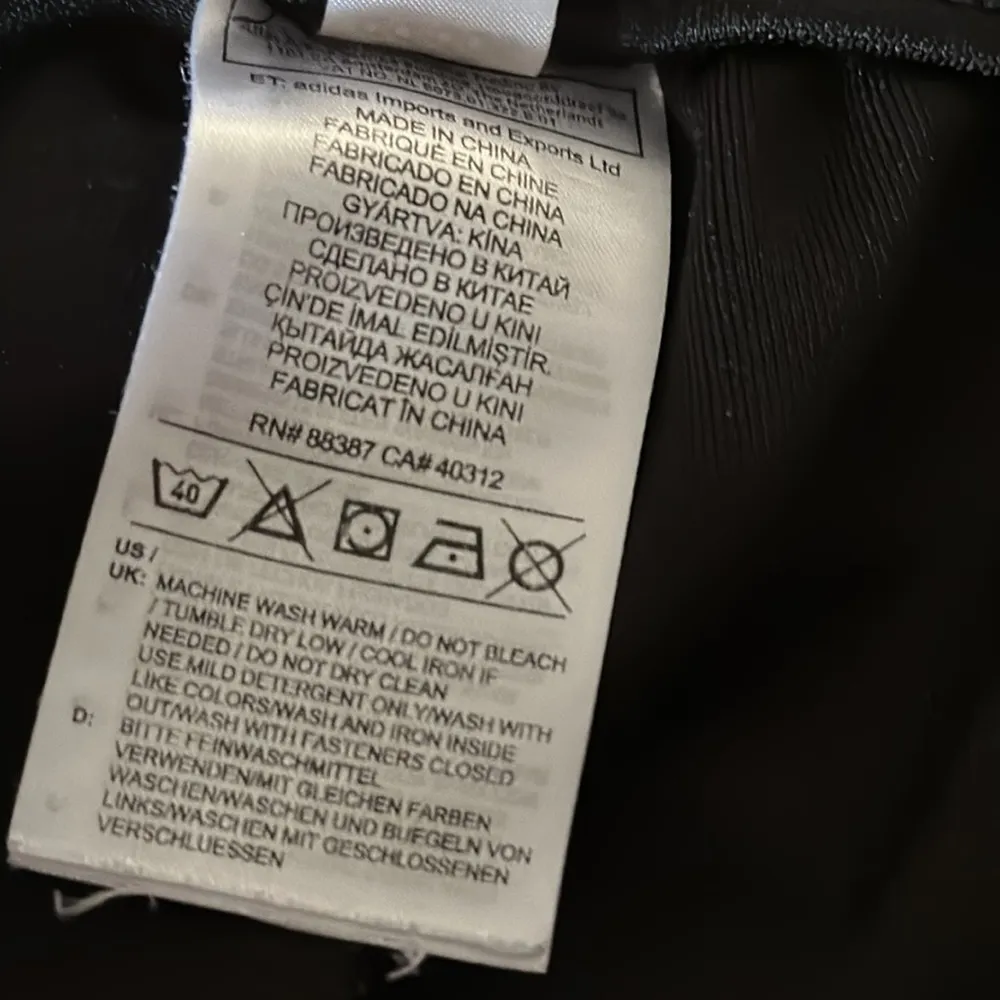 The Netherlands
VAT NO. NL
ET: adidas Imports and Exports Ltd
MADE IN CHINA
FABRIQUÉ EN CHINE
FABRICADO EN CHINA
FABRICADO NA CHINA
GYÁRTVA: KÍNA
ПРОИЗВЕДЕНО В КИТАЙ
СДЕЛАНО В КИТАЕ
PROIZVEDENO U KINI
ÇİN'DE İMAL EDİLMİŞTİR.
ҚЫТАЙДА ЖАСАЛҒАН
PROIZVEDENO U KINI
FABRICAT ÎN CHINA
RN# 88387 CA# 40312
40
US /
UK: MACHINE WASH WARM / DO NOT BLEACH
/ TUMBLE DRY LOW / COOL IRON IF
NEEDED / DO NOT DRY CLEAN
USE MILD DETERGENT ONLY/WASH WITH
LIKE COLORS/WASH AND IRON INSIDE
OUT/WASH WITH FASTENERS CLOSED
D: BITTE FEINWASCHMITTEL
VERWENDEN/MIT GLEICHEN FARBEN
WASCHEN/WASCHEN UND BUEGELN VON
LINKS/WASCHEN MIT GESCHLOSSENEN
VERSCHLUESSEN